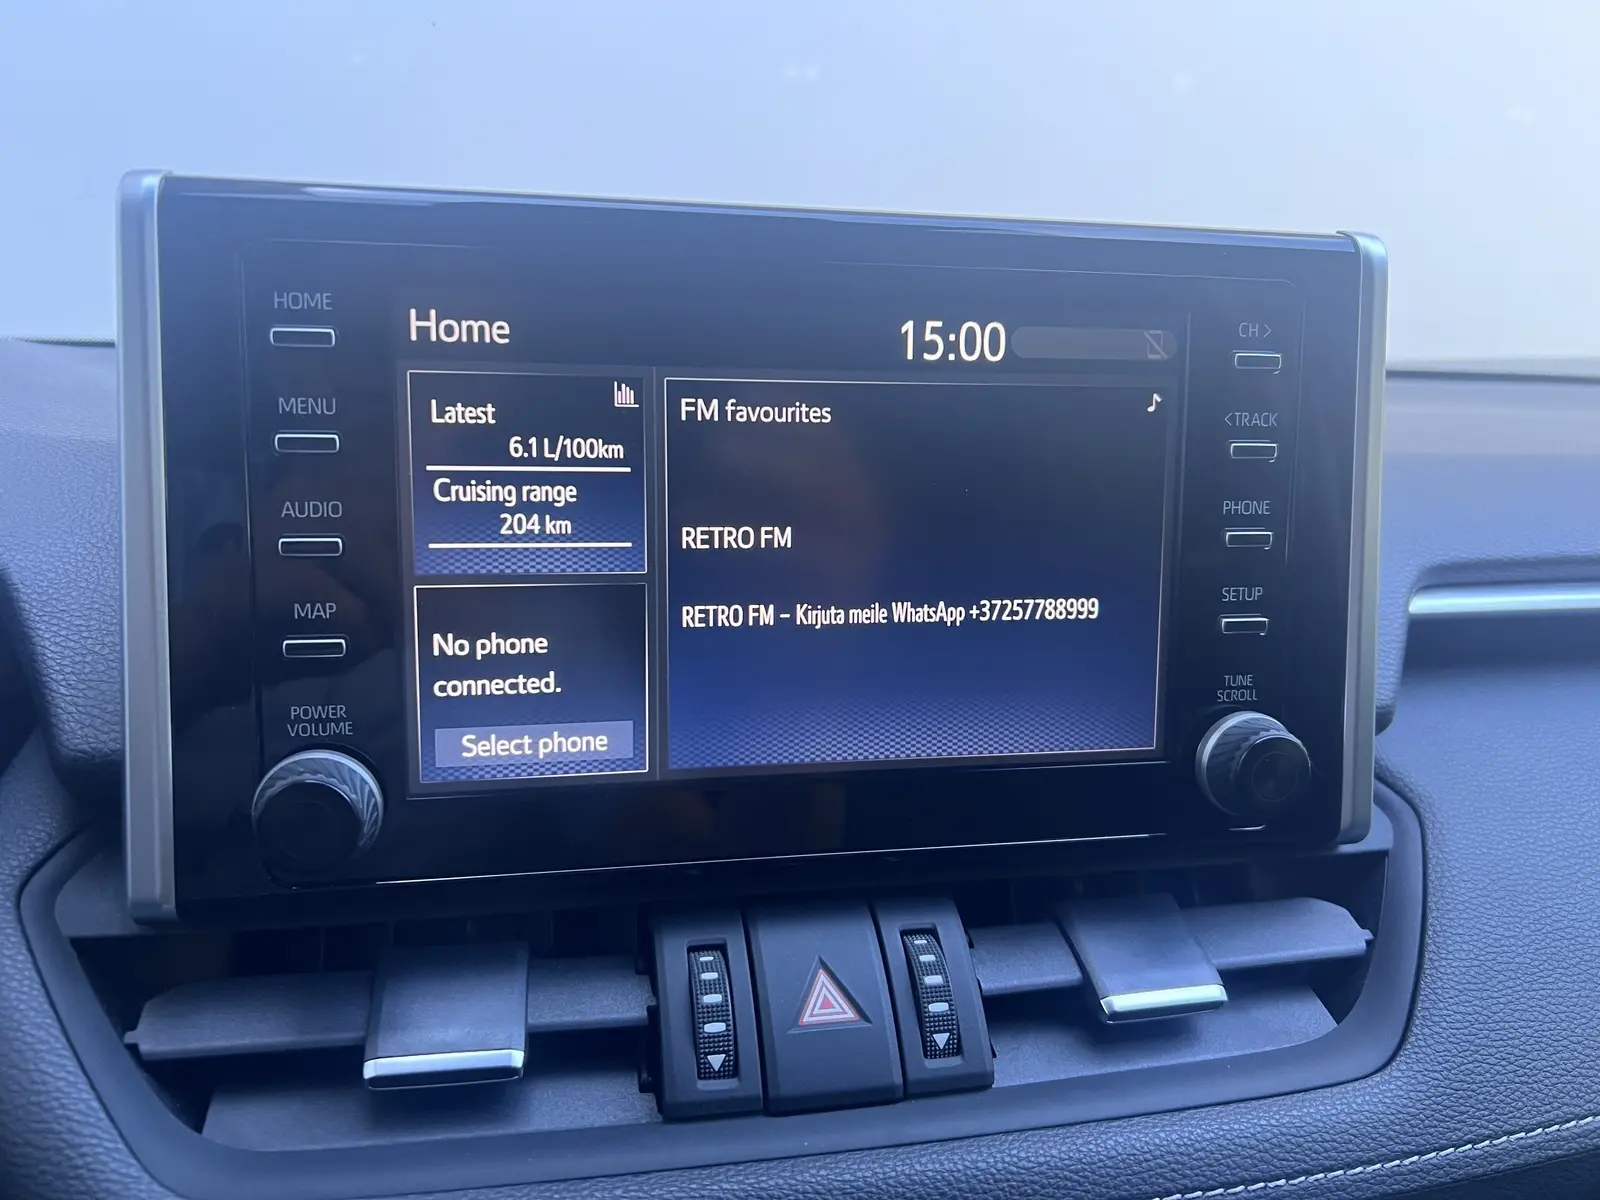 HOME
MENU
AUDIO
MAP
POWER
VOLUME
Home
15:00
Latest
6.1 L/100km
Cruising range
204 km
No phone
connected.
Select phone
FM favourites
RETRO FM
RETRO FM – Kirjuta meile WhatsApp +37257788999
CH >
<TRACK
PHONE
SETUP
TUNE
SCROLL